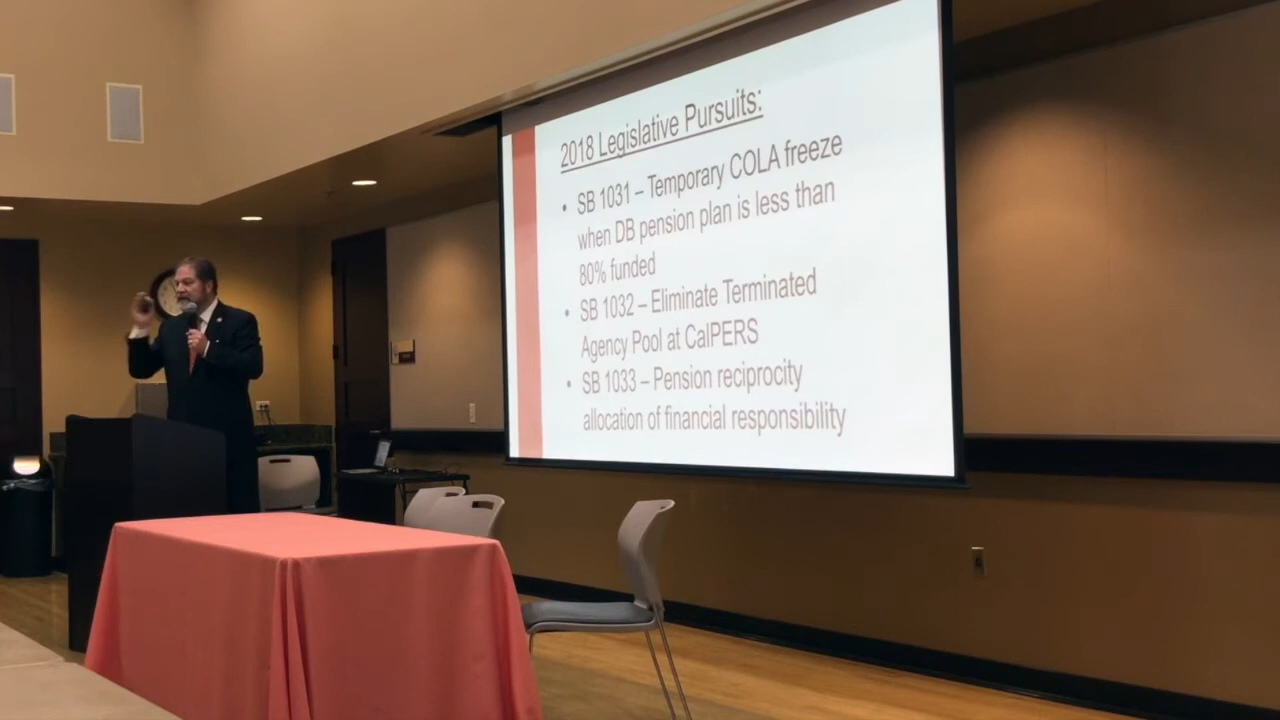 2018 Legislative Pursuits:
• SB 1031 – Temporary COLA freeze
when DB pension plan is less than
80% funded
• SB 1032 – Eliminate Terminated
Agency Pool at CalPERS
• SB 1033 – Pension reciprocity
allocation of financial responsibility